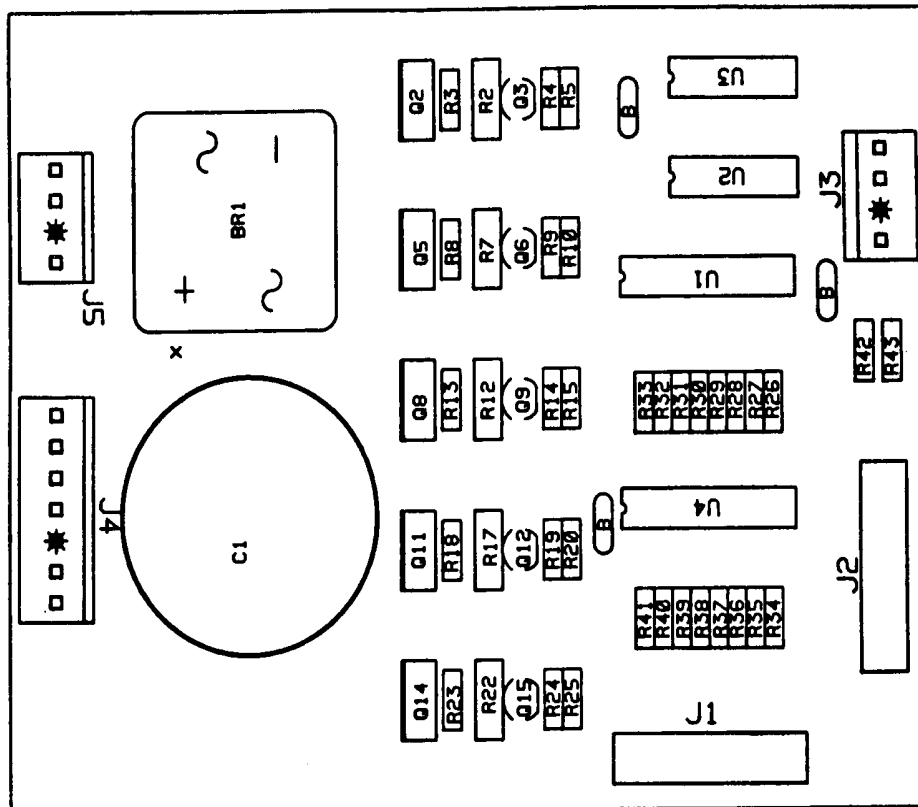 Q2
R3
R2
Q3
R4
R5
B
U3
U2
J3
J5
BR1
~
−
+
~
x
Q5
R8
R7
Q6
R9
R10
U1
B
R42
R43
Q8
R13
R12
Q9
R14
R15
R33
R32
R31
R30
R29
R28
R27
R26
J4
C1
Q11
R18
R17
Q12
R19
R20
B
U4
J2
R41
R40
R39
R38
R37
R36
R35
R34
Q14
R23
R22
Q15
R24
R25
J1